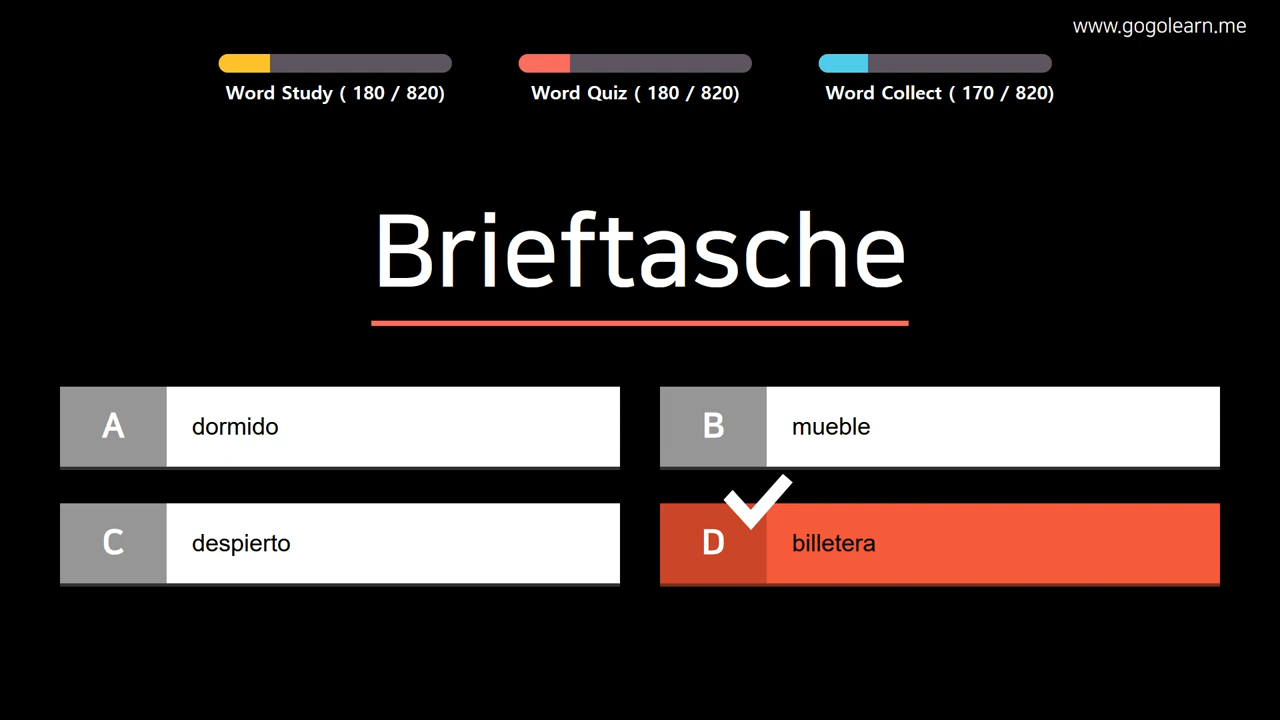 www.gogolearn.me
Word Study ( 180 / 820)
Word Quiz ( 180 / 820)
Word Collect ( 170 / 820)
Brieftasche
A dormido
B mueble
C despierto
D billetera